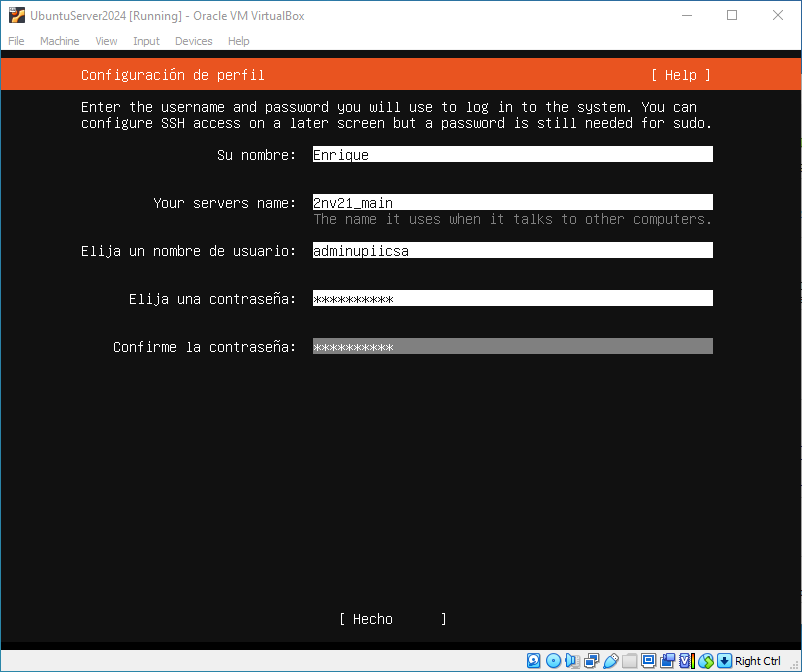 UbuntuServer2024 [Running] - Oracle VM VirtualBox
File Machine View Input Devices Help
Configuración de perfil [ Help ]
Enter the username and password you will use to log in to the system. You can
configure SSH access on a later screen but a password is still needed for sudo.
Su nombre: Enrique
Your servers name: 2nv21_main
The name it uses when it talks to other computers.
Elija un nombre de usuario: adminupiicsa
Elija una contraseña: **********
Confirme la contraseña: **********
[ Hecho ]
Right Ctrl